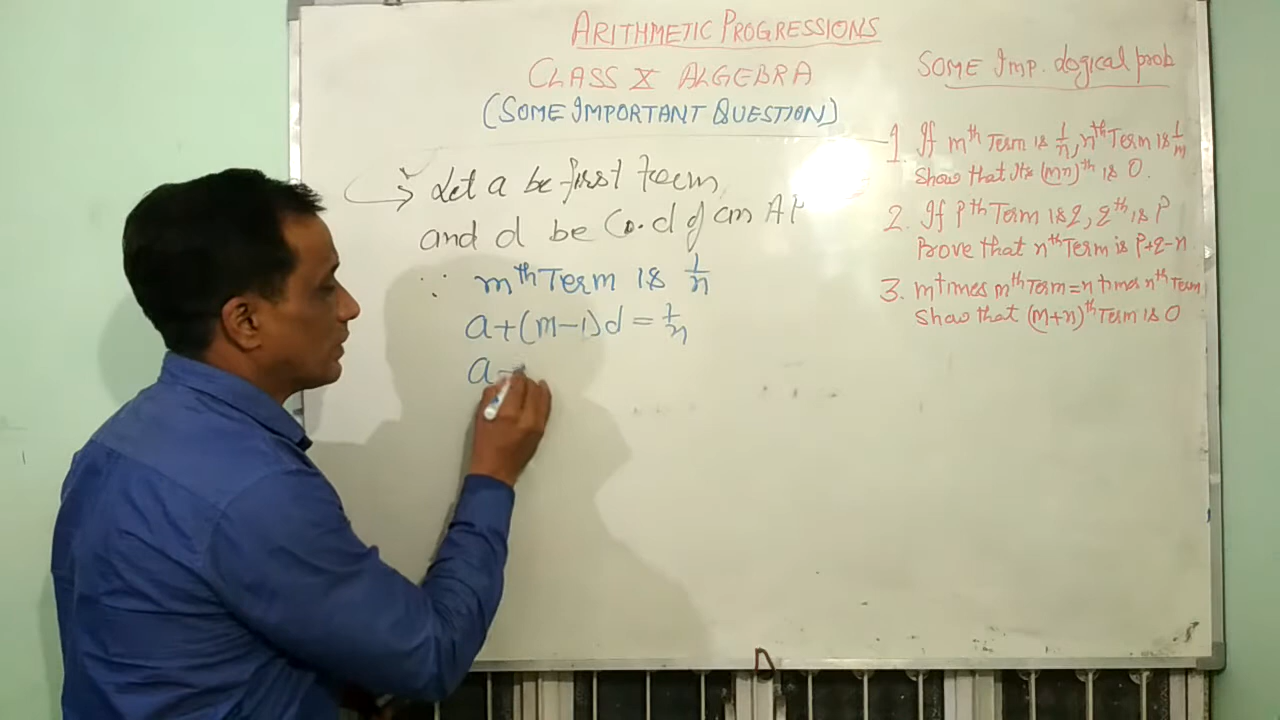 ARITHMETIC PROGRESSIONS
CLASS X ALGEBRA
(SOME IMPORTANT QUESTION)
Let a be first term
and d be Co.d of an AP
∵ mth Term is 1/n
a+(m-1)d = 1/n
a
SOME Imp. logical prob
1. If mth Term is 1/n, nth Term is 1/m
Show that its (mn)th is 0.
2. If Pth Term is q, qth is P
Prove that nth Term is P+q-n
3. m times mth Term = n times nth Term
Show that (m+n)th Term is 0